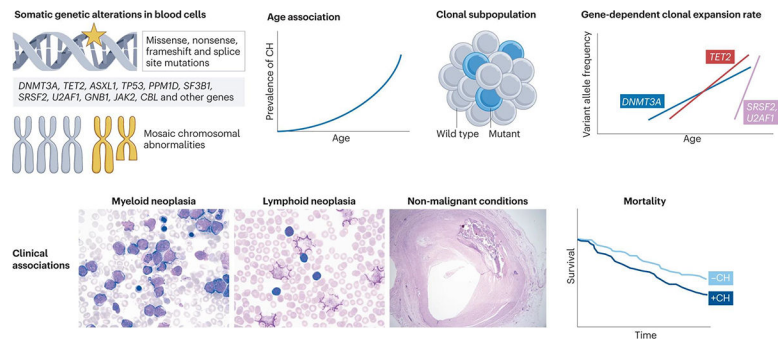 Somatic genetic alterations in blood cells
Missense, nonsense,
frameshift and splice
site mutations
DNMT3A, TET2, ASXL1, TP53, PPM1D, SF3B1,
SRSF2, U2AF1, GNB1, JAK2, CBL and other genes
Mosaic chromosomal
abnormalities
Age association
Prevalence of CH
Age
Clonal subpopulation
Wild type
Mutant
Gene-dependent clonal expansion rate
Variant allele frequency
TET2
DNMT3A
SRSF2,
U2AF1
Age
Clinical
associations
Myeloid neoplasia
Lymphoid neoplasia
Non-malignant conditions
Mortality
Survival
–CH
+CH
Time